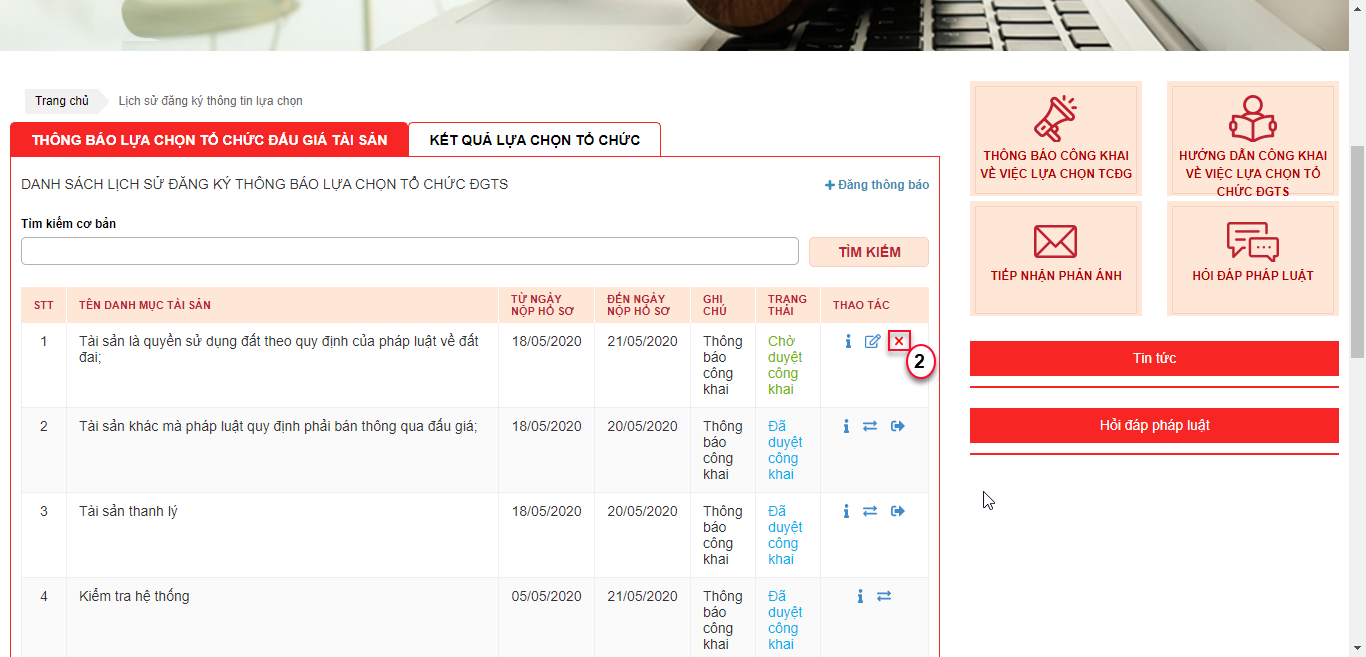 Trang chủ
Lịch sử đăng ký thông tin lựa chọn
THÔNG BÁO LỰA CHỌN TỔ CHỨC ĐẤU GIÁ TÀI SẢN
KẾT QUẢ LỰA CHỌN TỔ CHỨC
DANH SÁCH LỊCH SỬ ĐĂNG KÝ THÔNG BÁO LỰA CHỌN TỔ CHỨC ĐGTS
Đăng thông báo
Tìm kiếm cơ bản
TÌM KIẾM
STT
TÊN DANH MỤC TÀI SẢN
TỪ NGÀY
NỘP HỒ SƠ
ĐẾN NGÀY
NỘP HỒ SƠ
GHI
CHÚ
TRẠNG
THÁI
THAO TÁC
1
Tài sản là quyền sử dụng đất theo quy định của pháp luật về đất
đai;
18/05/2020
21/05/2020
Thông
báo
công
khai
Chờ
duyệt
công
khai
2
2
Tài sản khác mà pháp luật quy định phải bán thông qua đấu giá;
18/05/2020
20/05/2020
Thông
báo
công
khai
Đã
duyệt
công
khai
3
Tài sản thanh lý
18/05/2020
20/05/2020
Thông
báo
công
khai
Đã
duyệt
công
khai
4
Kiểm tra hệ thống
05/05/2020
21/05/2020
Thông
báo
công
khai
Đã
duyệt
công
khai
THÔNG BÁO CÔNG KHAI
VỀ VIỆC LỰA CHỌN TCĐG
HƯỚNG DẪN CÔNG KHAI
VỀ VIỆC LỰA CHỌN TỔ
CHỨC ĐGTS
TIẾP NHẬN PHẢN ÁNH
HỎI ĐÁP PHÁP LUẬT
Tin tức
Hỏi đáp pháp luật